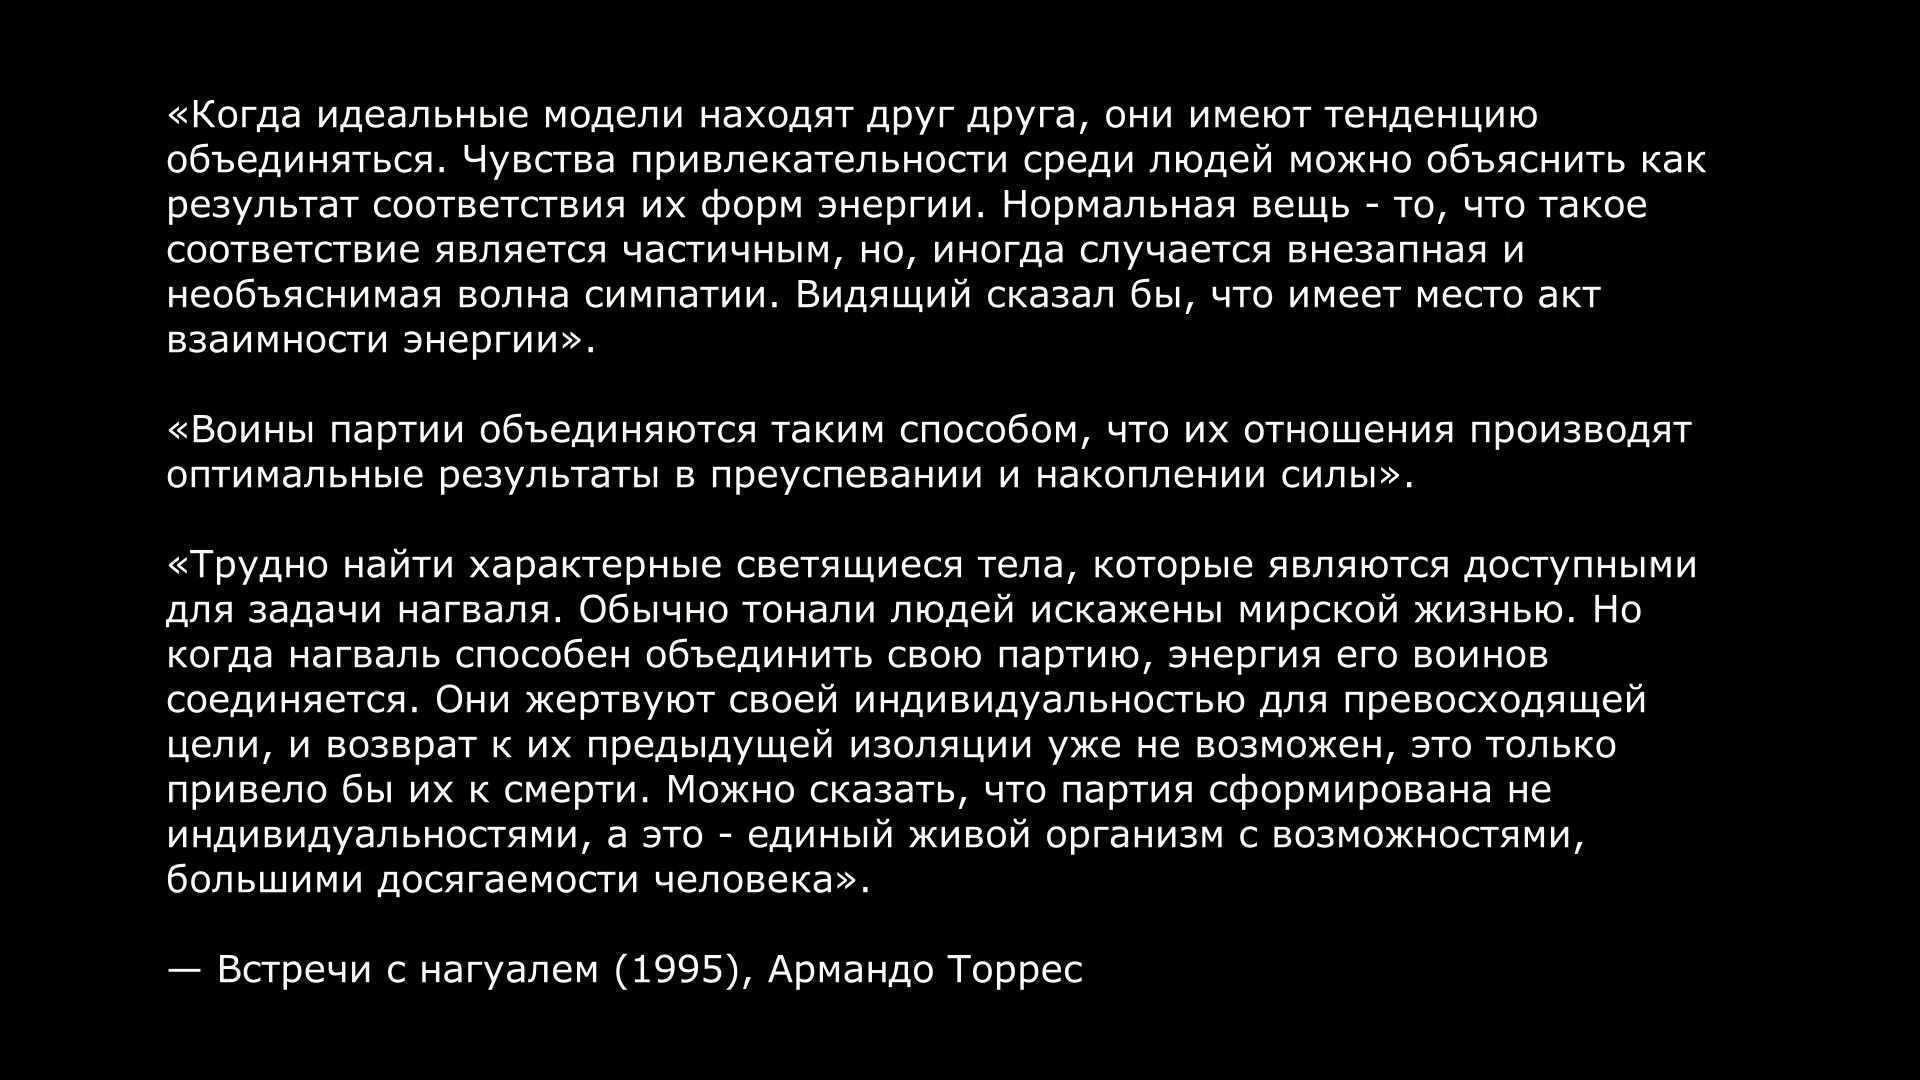 «Когда идеальные модели находят друг друга, они имеют тенденцию
объединяться. Чувства привлекательности среди людей можно объяснить как
результат соответствия их форм энергии. Нормальная вещь - то, что такое
соответствие является частичным, но, иногда случается внезапная и
необъяснимая волна симпатии. Видящий сказал бы, что имеет место акт
взаимности энергии».
«Воины партии объединяются таким способом, что их отношения производят
оптимальные результаты в преуспевании и накоплении силы».
«Трудно найти характерные светящиеся тела, которые являются доступными
для задачи нагваля. Обычно тонали людей искажены мирской жизнью. Но
когда нагваль способен объединить свою партию, энергия его воинов
соединяется. Они жертвуют своей индивидуальностью для превосходящей
цели, и возврат к их предыдущей изоляции уже не возможен, это только
привело бы их к смерти. Можно сказать, что партия сформирована не
индивидуальностями, а это - единый живой организм с возможностями,
большими досягаемости человека».
— Встречи с нагуалем (1995), Армандо Торрес